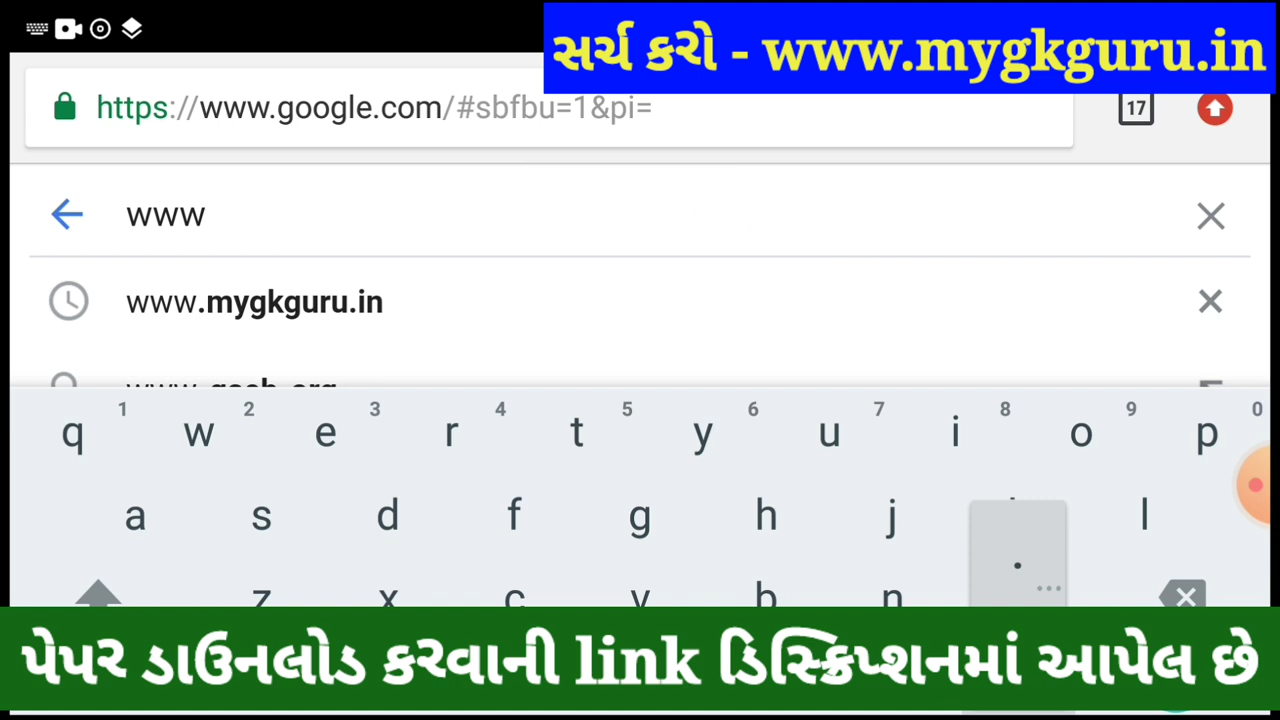 સર્ચ કરો - www.mygkguru.in
https://www.google.com/#sbfbu=1&pi=
17
www
www.mygkguru.in
1 2 3 4 5 6 7 8 9 0
q w e r t y u i o p
a s d f g h j l
.
z x c v b n
પેપર ડાઉનલોડ કરવાની link ડિસ્ક્રિપ્શનમાં આપેલ છે